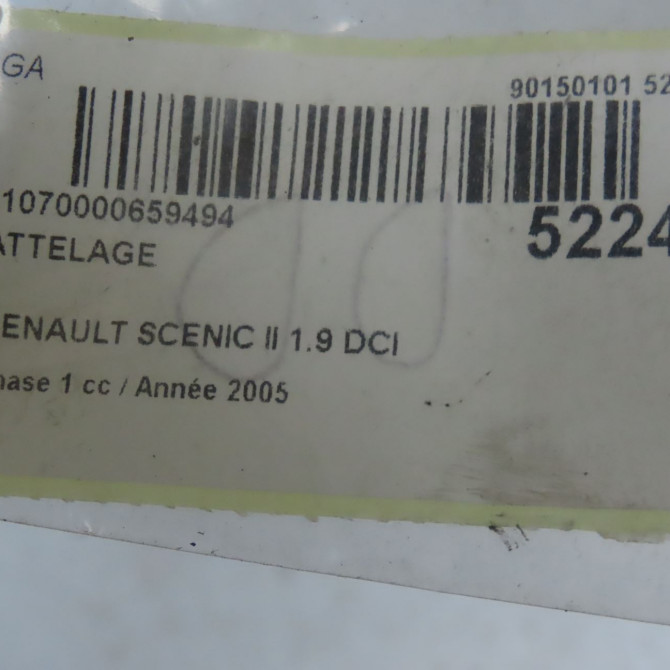 GA
90150101 52
1070000659494
5224
ATTELAGE
ENAULT SCENIC II 1.9 DCI
hase 1 cc / Année 2005